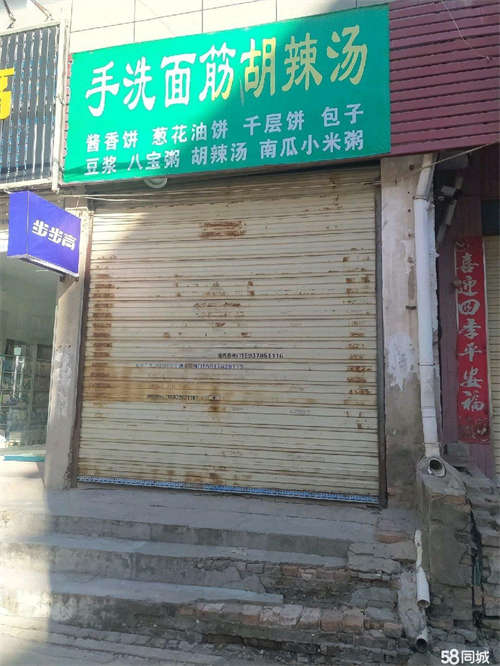 手洗面筋胡辣汤
酱香饼 葱花油饼 千层饼 包子
豆浆 八宝粥 胡辣汤 南瓜小米粥
步步高
喜迎四季平安福
58同城